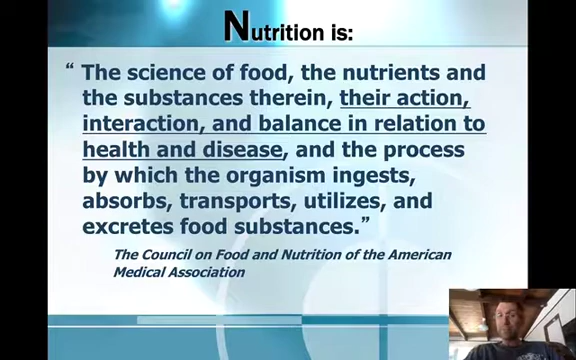 Nutrition is:
“ The science of food, the nutrients and
the substances therein, their action,
interaction, and balance in relation to
health and disease, and the process
by which the organism ingests,
absorbs, transports, utilizes, and
excretes food substances.”
The Council on Food and Nutrition of the American
Medical Association